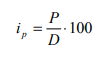 i_p = P/D · 100